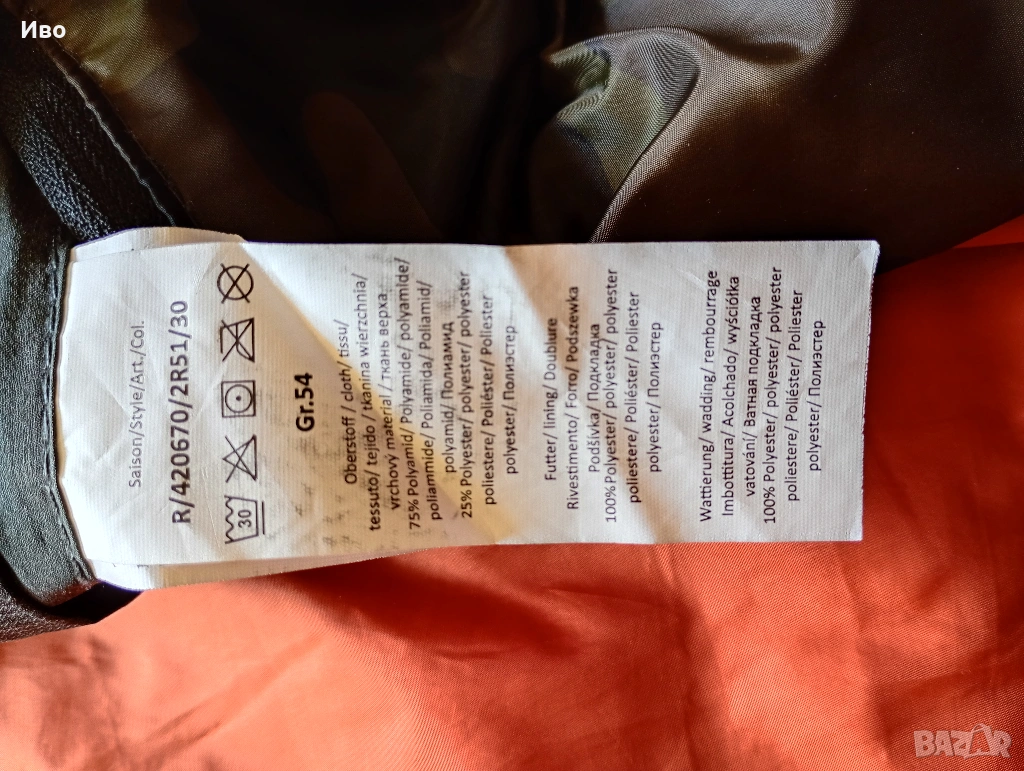 Иво
Saison/Style/Art./Col.
R/420670/2R51/30
30
Gr.54
Oberstoff / cloth/ tissu/
tessuto/ tejido / tkanina wierzchnia/
vrchový material / ткань верха
75% Polyamid/ Polyamide/ polyamide/
poliammide/ Poliamida/ Poliamid/
polyamid/ Полиамид
25% Polyester/ polyester/ polyester
poliestere/ Poliéster/ Poliester
polyester/ Полиэстер
Futter/ lining/ Doublure
Rivestimento/ Forro/ Podszewka
Podšívka/ Подкладка
100%Polyester/ polyester/ polyester
poliestere/ Poliéster/ Poliester
polyester/ Полиэстер
Wattierung/ wadding/ rembourrage
Imbottitura/ Acolchado/ wyściółka
vatování/ Ватная подкладка
100% Polyester/ polyester/ polyester
poliestere/ Poliéster/ Poliester
polyester/ Полиэстер
BAZAR